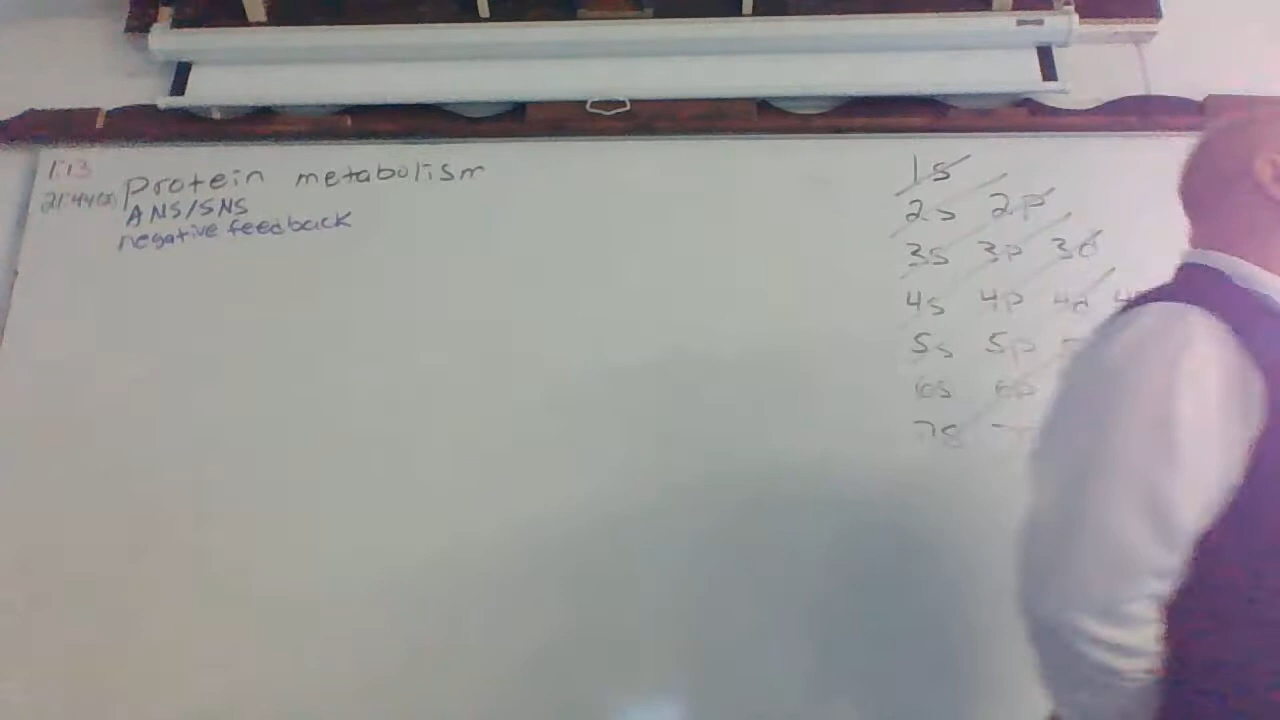 1:13
Protein metabolism
ANS/SNS
negative feedback
1s
2s 2p
3s 3p 3d
4s 4p 4d
5s 5p
6s 6p
7s